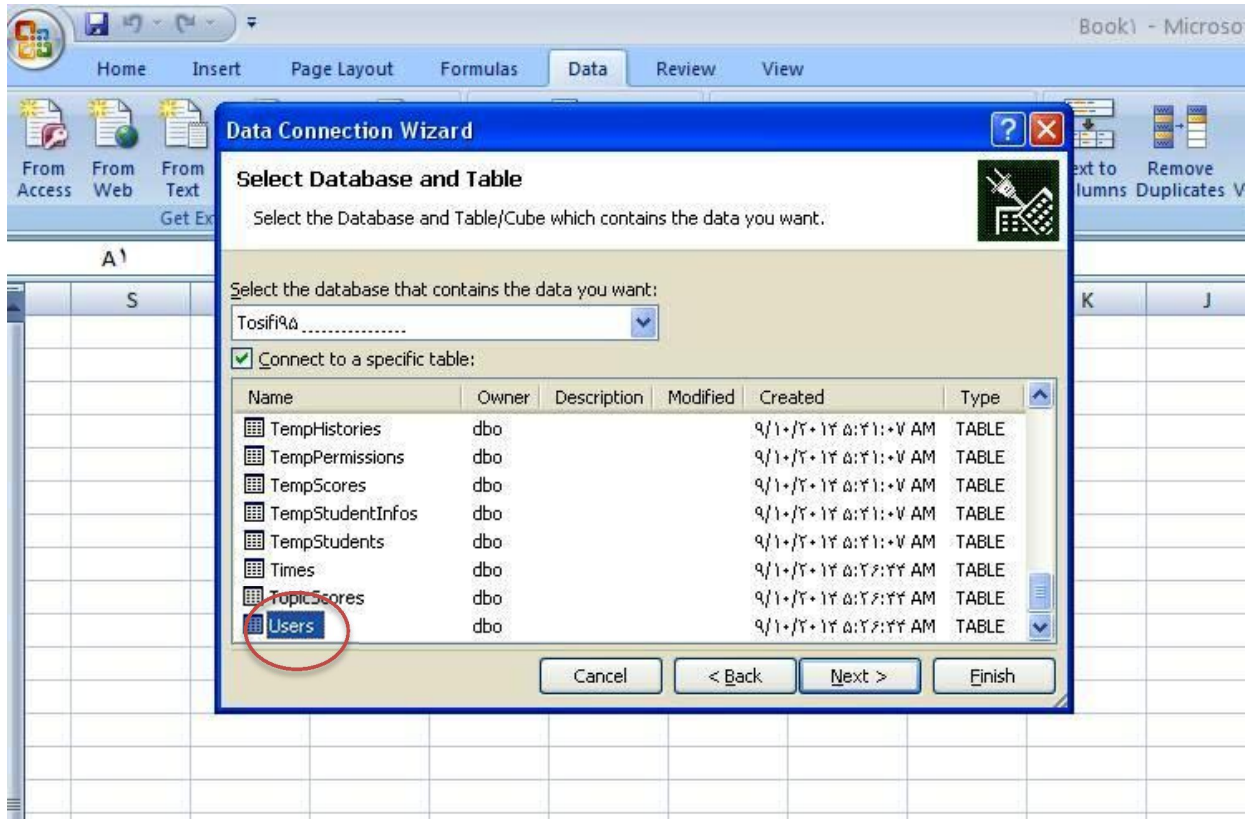 Book۱ - Microso
Home Insert Page Layout Formulas Data Review View
From Access
From Web
From Text
Get Ex
ext to
lumns
Remove
Duplicates
V
A۱
S K J
Data Connection Wizard
Select Database and Table
Select the Database and Table/Cube which contains the data you want.
Select the database that contains the data you want:
Tosifi۹۵
Connect to a specific table:
Name Owner Description Modified Created Type
TempHistories dbo ۹/۱۰/۲۰۱۴ ۵:۴۱:۰۷ AM TABLE
TempPermissions dbo ۹/۱۰/۲۰۱۴ ۵:۴۱:۰۷ AM TABLE
TempScores dbo ۹/۱۰/۲۰۱۴ ۵:۴۱:۰۷ AM TABLE
TempStudentInfos dbo ۹/۱۰/۲۰۱۴ ۵:۴۱:۰۷ AM TABLE
TempStudents dbo ۹/۱۰/۲۰۱۴ ۵:۴۱:۰۷ AM TABLE
Times dbo ۹/۱۰/۲۰۱۴ ۵:۲۶:۴۴ AM TABLE
TopicScores dbo ۹/۱۰/۲۰۱۴ ۵:۲۶:۴۴ AM TABLE
Users dbo ۹/۱۰/۲۰۱۴ ۵:۲۶:۴۴ AM TABLE
Cancel < Back Next > Finish